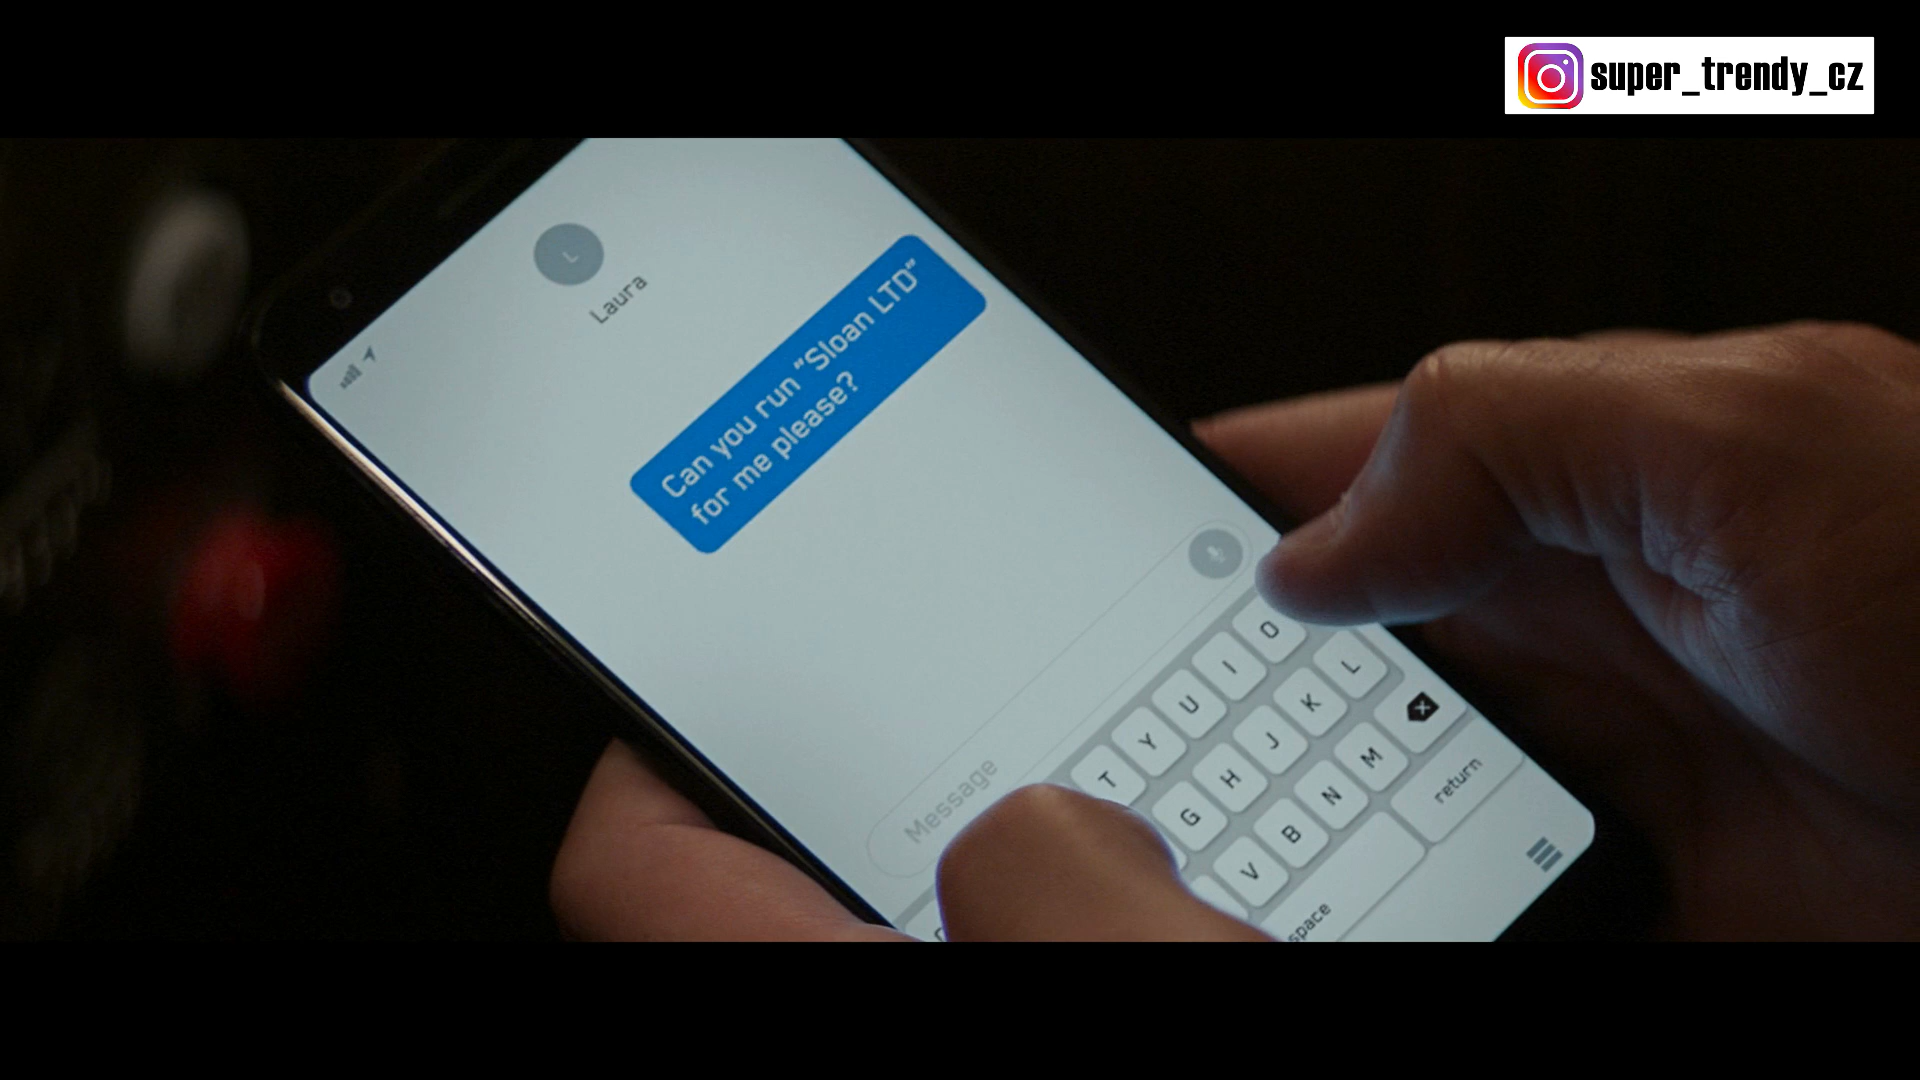 super_trendy_cz
L
Laura
Can you run "Sloan LTD"
for me please?
Message
T Y U I O
G H J K L
V B N M
space return